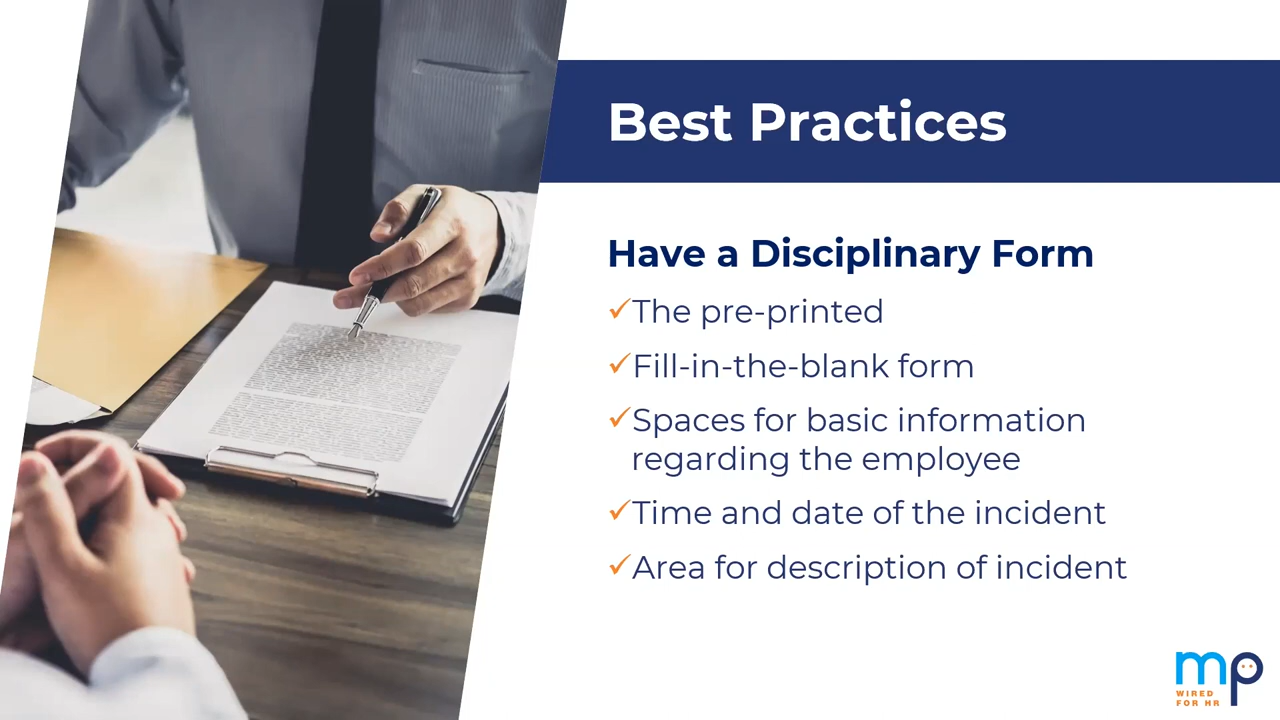 Best Practices
Have a Disciplinary Form
✓The pre-printed
✓Fill-in-the-blank form
✓Spaces for basic information
regarding the employee
✓Time and date of the incident
✓Area for description of incident
mp
WIRED
FOR HR